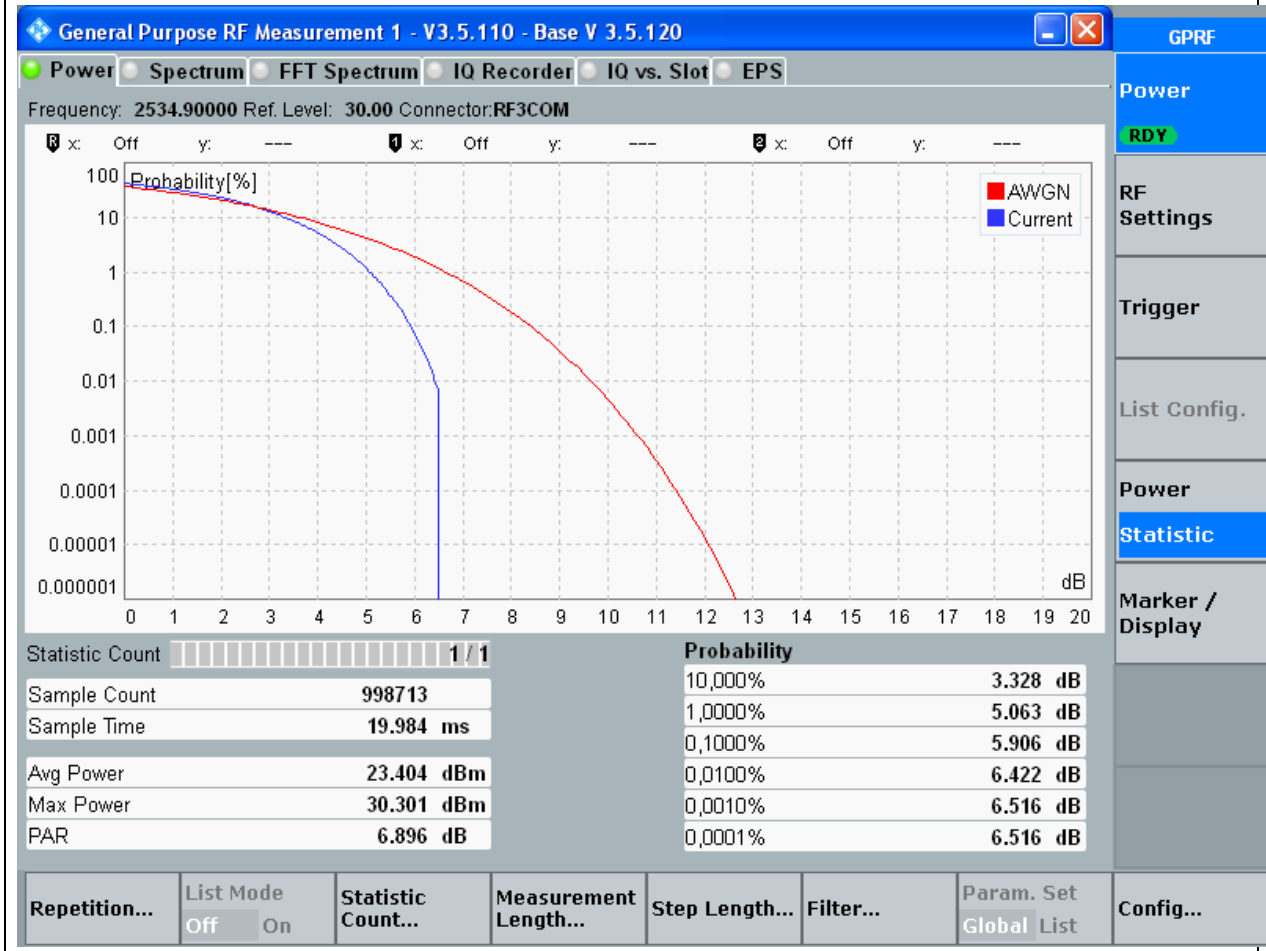 General Purpose RF Measurement 1 - V3.5.110 - Base V 3.5.120
GPRF
Power Spectrum FFT Spectrum IQ Recorder IQ vs. Slot EPS
Frequency: 2534.90000 Ref. Level: 30.00 Connector:RF3COM
R x: Off y: --- 1 x: Off y: --- 2 x: Off y: ---
Probability[%]
100
10
1
0.1
0.01
0.001
0.0001
0.00001
0.000001
AWGN
Current
dB
0 1 2 3 4 5 6 7 8 9 10 11 12 13 14 15 16 17 18 19 20
Statistic Count 1 / 1
Sample Count 998713
Sample Time 19.984 ms
Avg Power 23.404 dBm
Max Power 30.301 dBm
PAR 6.896 dB
Probability
10,000% 3.328 dB
1,0000% 5.063 dB
0,1000% 5.906 dB
0,0100% 6.422 dB
0,0010% 6.516 dB
0,0001% 6.516 dB
Power
RDY
RF
Settings
Trigger
List Config.
Power
Statistic
Marker /
Display
Repetition...
List Mode
Off On
Statistic
Count...
Measurement
Length...
Step Length...
Filter...
Param. Set
Global List
Config...